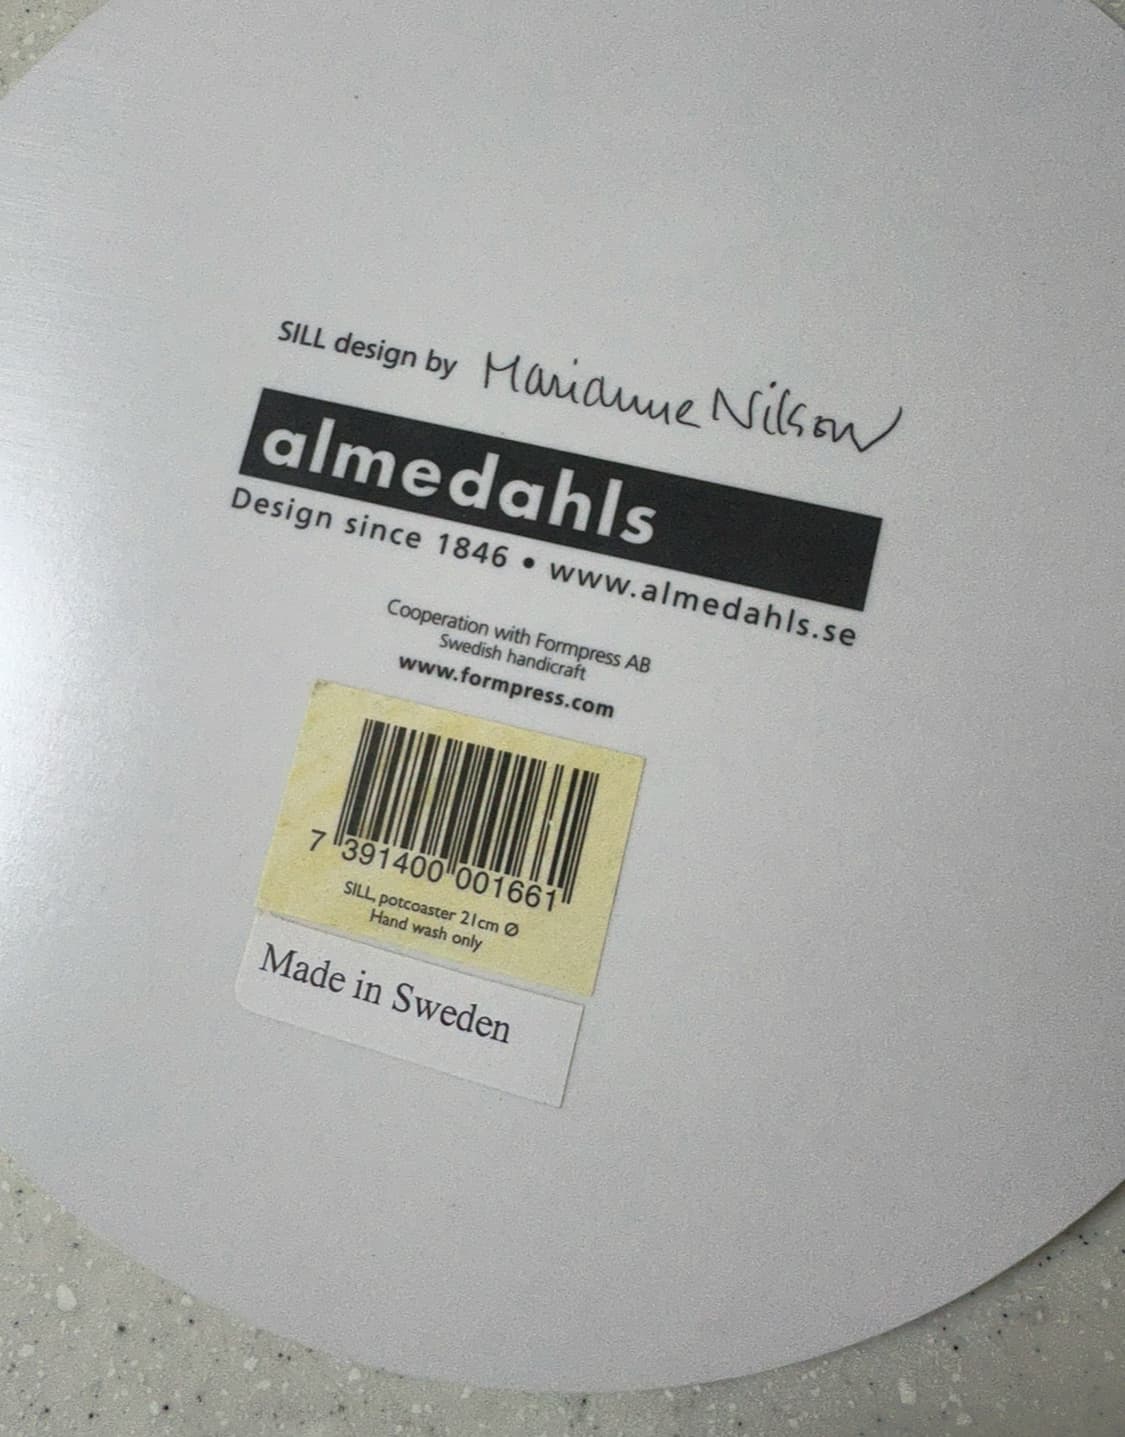 SILL design by Marianne Nilson
almedahls
Design since 1846 • www.almedahls.se
Cooperation with Formpress AB
Swedish handicraft
www.formpress.com
7 391400 001661
SILL, potcoaster 21cm Ø
Hand wash only
Made in Sweden